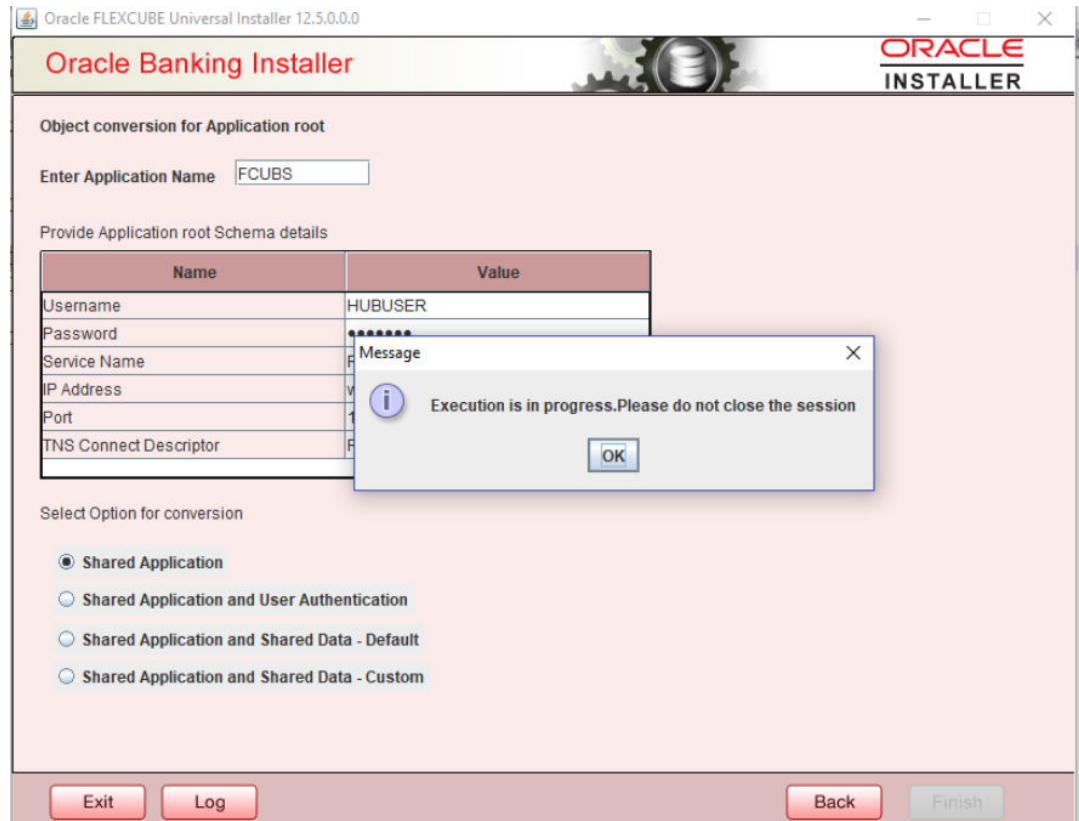 Oracle FLEXCUBE Universal Installer 12.5.0.0.0
Oracle Banking Installer
ORACLE
INSTALLER
Object conversion for Application root
Enter Application Name FCUBS
Provide Application root Schema details
Name Value
Username HUBUSER
Password •••••••
Service Name
IP Address
Port
TNS Connect Descriptor
Message
Execution is in progress.Please do not close the session
OK
Select Option for conversion
Shared Application
Shared Application and User Authentication
Shared Application and Shared Data - Default
Shared Application and Shared Data - Custom
Exit Log Back Finish